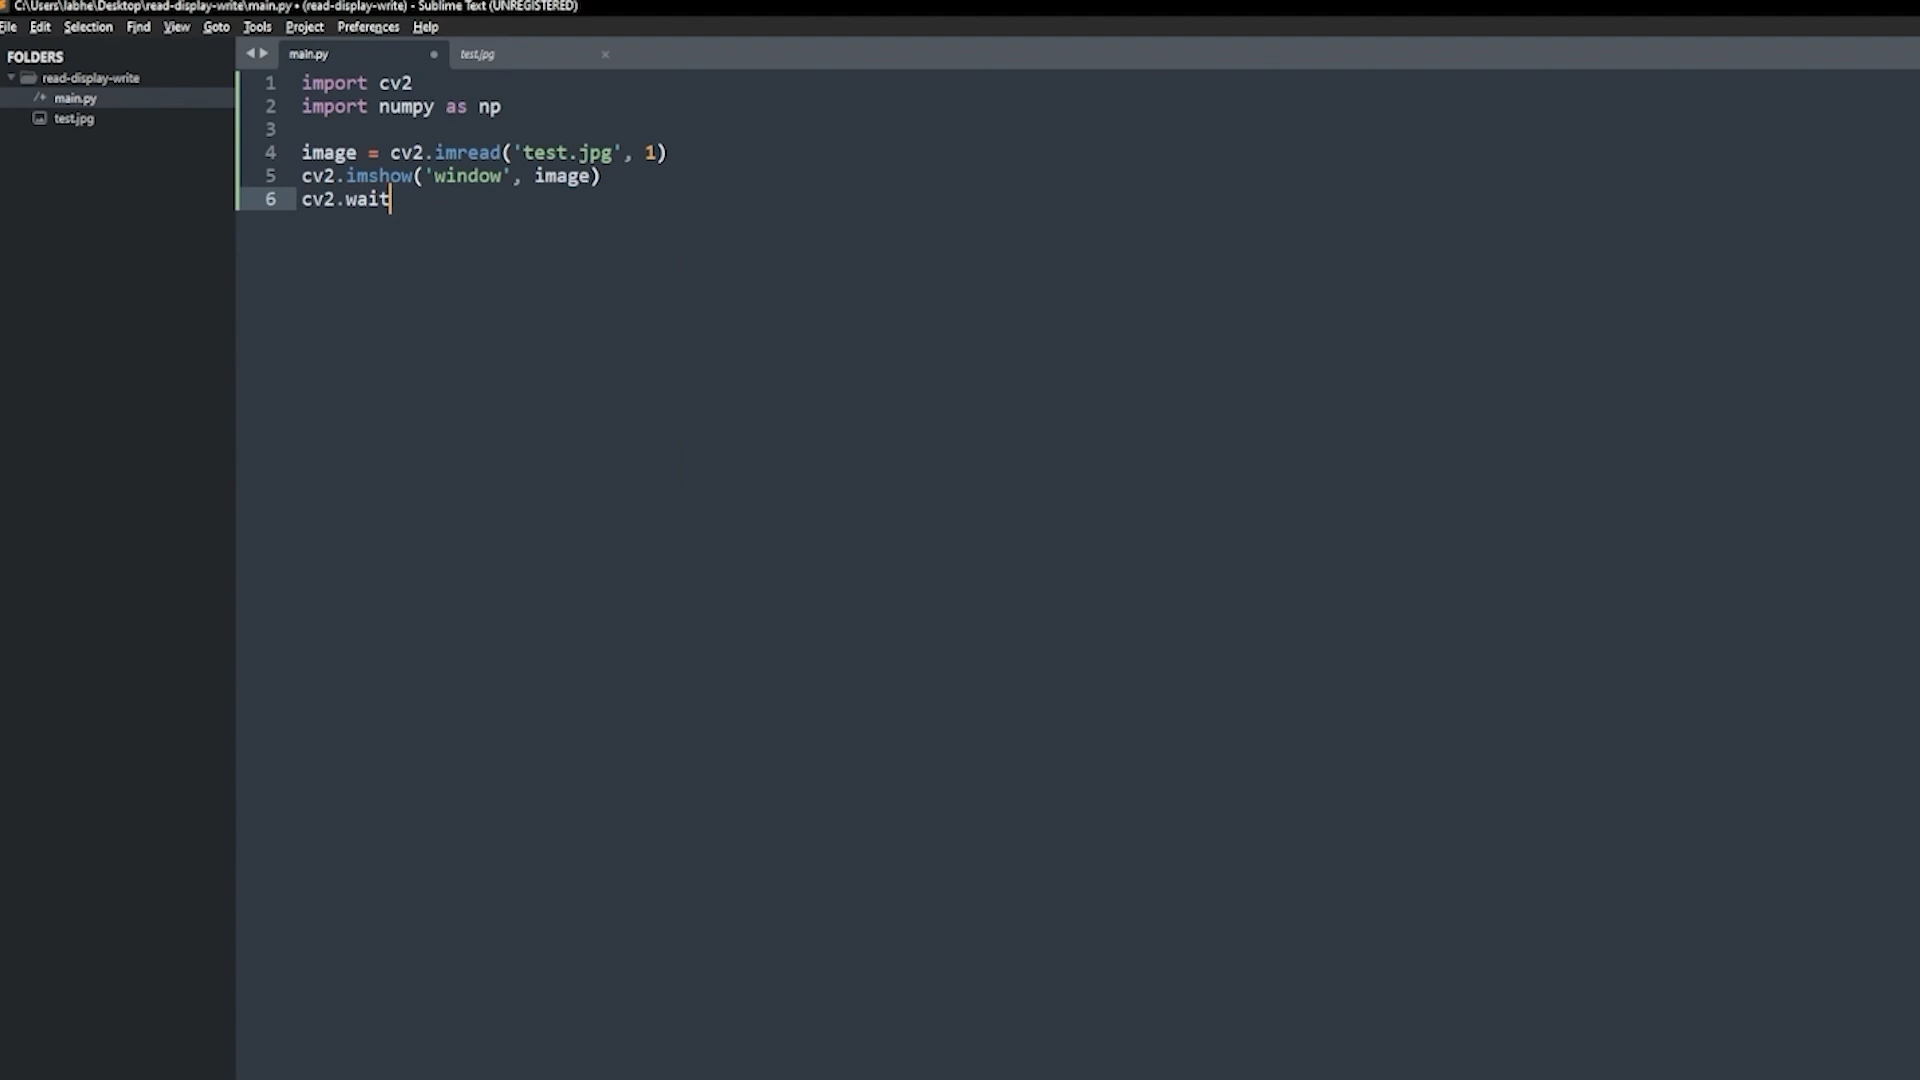 C:\Users\labhe\Desktop\read-display-write\main.py • (read-display-write) - Sublime Text (UNREGISTERED)
File Edit Selection Find View Goto Tools Project Preferences Help
FOLDERS
read-display-write
main.py
test.jpg
main.py test.jpg
1 import cv2
2 import numpy as np
3
4 image = cv2.imread('test.jpg', 1)
5 cv2.imshow('window', image)
6 cv2.wait